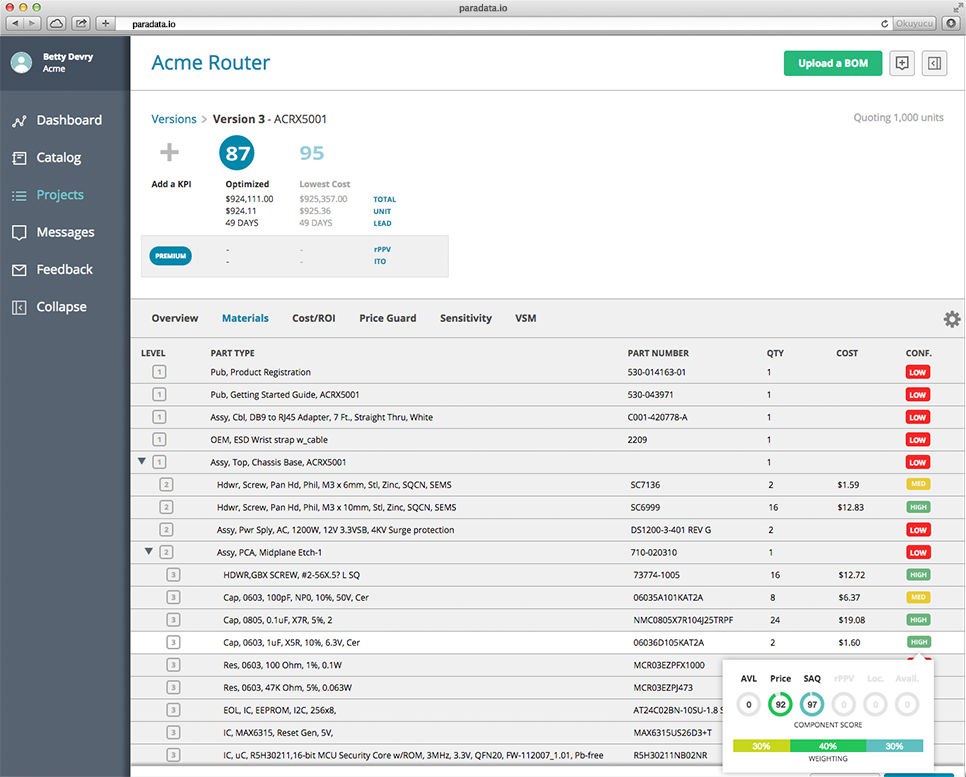 paradata.io
paradata.io
Okuyucu
Betty Devry
Acme
Acme Router
Upload a BOM
Dashboard
Catalog
Projects
Messages
Feedback
Collapse
Versions > Version 3 - ACRX5001
Quoting 1,000 units
87 95
Add a KPI Optimized Lowest Cost
$924,111.00 $925,357.00 TOTAL
$924.11 $925.36 UNIT
49 DAYS 49 DAYS LEAD
PREMIUM - - rPPV
- - ITO
Overview Materials Cost/ROI Price Guard Sensitivity VSM
LEVEL PART TYPE PART NUMBER QTY COST CONF.
1 Pub, Product Registration 530-014163-01 1 LOW
1 Pub, Getting Started Guide, ACRX5001 530-043971 1 LOW
1 Assy, Cbl, DB9 to RJ45 Adapter, 7 Ft., Straight Thru, White C001-420778-A 1 LOW
1 OEM, ESD Wrist strap w_cable 2209 1 LOW
1 Assy, Top, Chassis Base, ACRX5001 1 LOW
2 Hdwr, Screw, Pan Hd, Phil, M3 x 6mm, Stl, Zinc, SQCN, SEMS SC7136 2 $1.59 MED
2 Hdwr, Screw, Pan Hd, Phil, M3 x 10mm, Stl, Zinc, SQCN, SEMS SC6999 16 $12.83 HIGH
2 Assy, Pwr Sply, AC, 1200W, 12V 3.3VSB, 4KV Surge protection DS1200-3-401 REV G 2 LOW
2 Assy, PCA, Midplane Etch-1 710-020310 1 LOW
3 HDWR,GBX SCREW, #2-56X.5? L SQ 73774-1005 16 $12.72 HIGH
3 Cap, 0603, 100pF, NP0, 10%, 50V, Cer 06035A101KAT2A 8 $6.37 MED
3 Cap, 0805, 0.1uF, X7R, 5%, 2 NMC0805X7R104J25TRPF 24 $19.08 HIGH
3 Cap, 0603, 1uF, X5R, 10%, 6.3V, Cer 06036D105KAT2A 2 $1.60 HIGH
3 Res, 0603, 100 Ohm, 1%, 0.1W MCR03EZPFX1000
3 Res, 0603, 47K Ohm, 5%, 0.063W MCR03EZPJ473
3 EOL, IC, EEPROM, I2C, 256x8, AT24C02BN-10SU-1.8
3 IC, MAX6315, Reset Gen, 5V, MAX6315US26D3+T
3 IC, uC, R5H30211,16-bit MCU Security Core w/ROM, 3MHz, 3.3V, QFN20, FW-112007_1.01, Pb-free R5H30211NB02NR
AVL Price SAQ rPPV Loc. Avail.
0 92 97 0 0 0
COMPONENT SCORE
30% 40% 30%
WEIGHTING